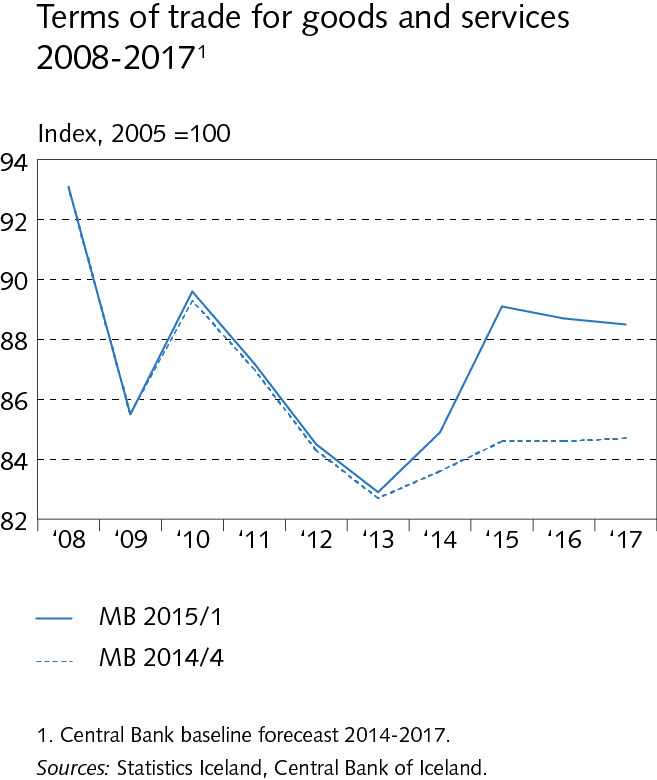 Terms of trade for goods and services
2008-2017¹
Index, 2005 =100
94
92
90
88
86
84
82
‘08 ‘09 ‘10 ‘11 ‘12 ‘13 ‘14 ‘15 ‘16 ‘17
MB 2015/1
MB 2014/4
1. Central Bank baseline foreceast 2014-2017.
Sources: Statistics Iceland, Central Bank of Iceland.